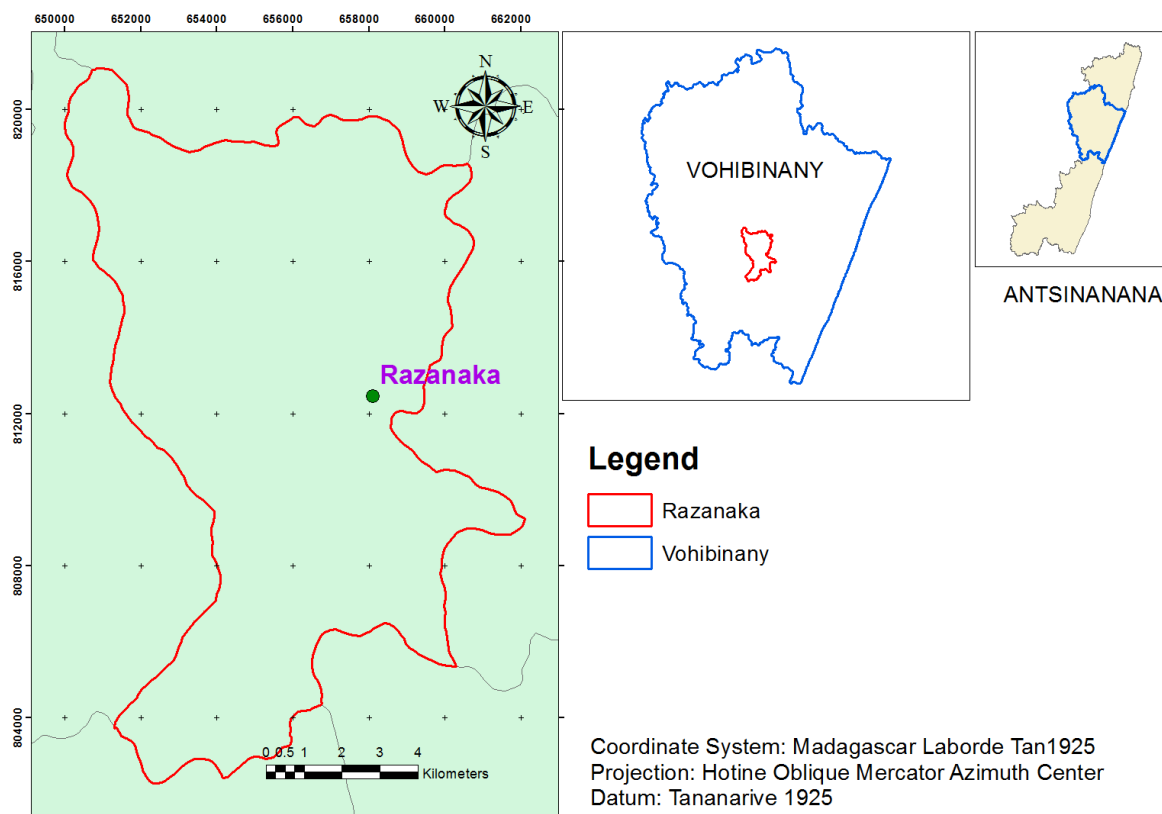 650000 652000 654000 656000 658000 660000 662000
820000
816000
812000
808000
804000
N
W E
S
Razanaka
0 0.5 1 2 3 4
Kilometers
VOHIBINANY
ANTSINANANA
Legend
Razanaka
Vohibinany
Coordinate System: Madagascar Laborde Tan1925
Projection: Hotine Oblique Mercator Azimuth Center
Datum: Tananarive 1925